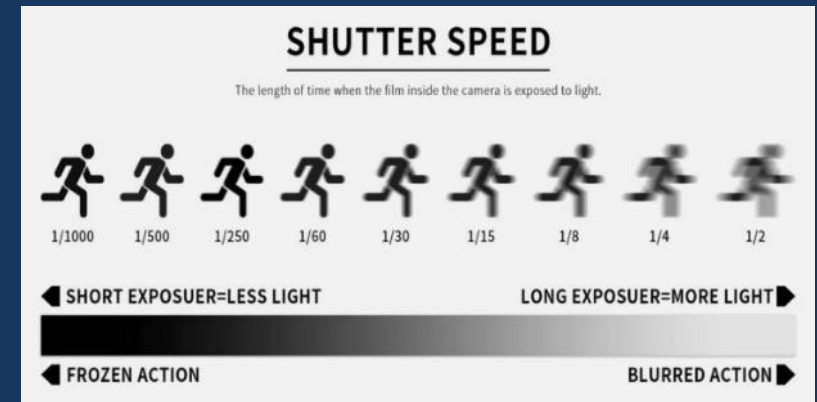 SHUTTER SPEED
The length of time when the film inside the camera is exposed to light.
1/1000 1/500 1/250 1/60 1/30 1/15 1/8 1/4 1/2
SHORT EXPOSUER=LESS LIGHT LONG EXPOSUER=MORE LIGHT
FROZEN ACTION BLURRED ACTION